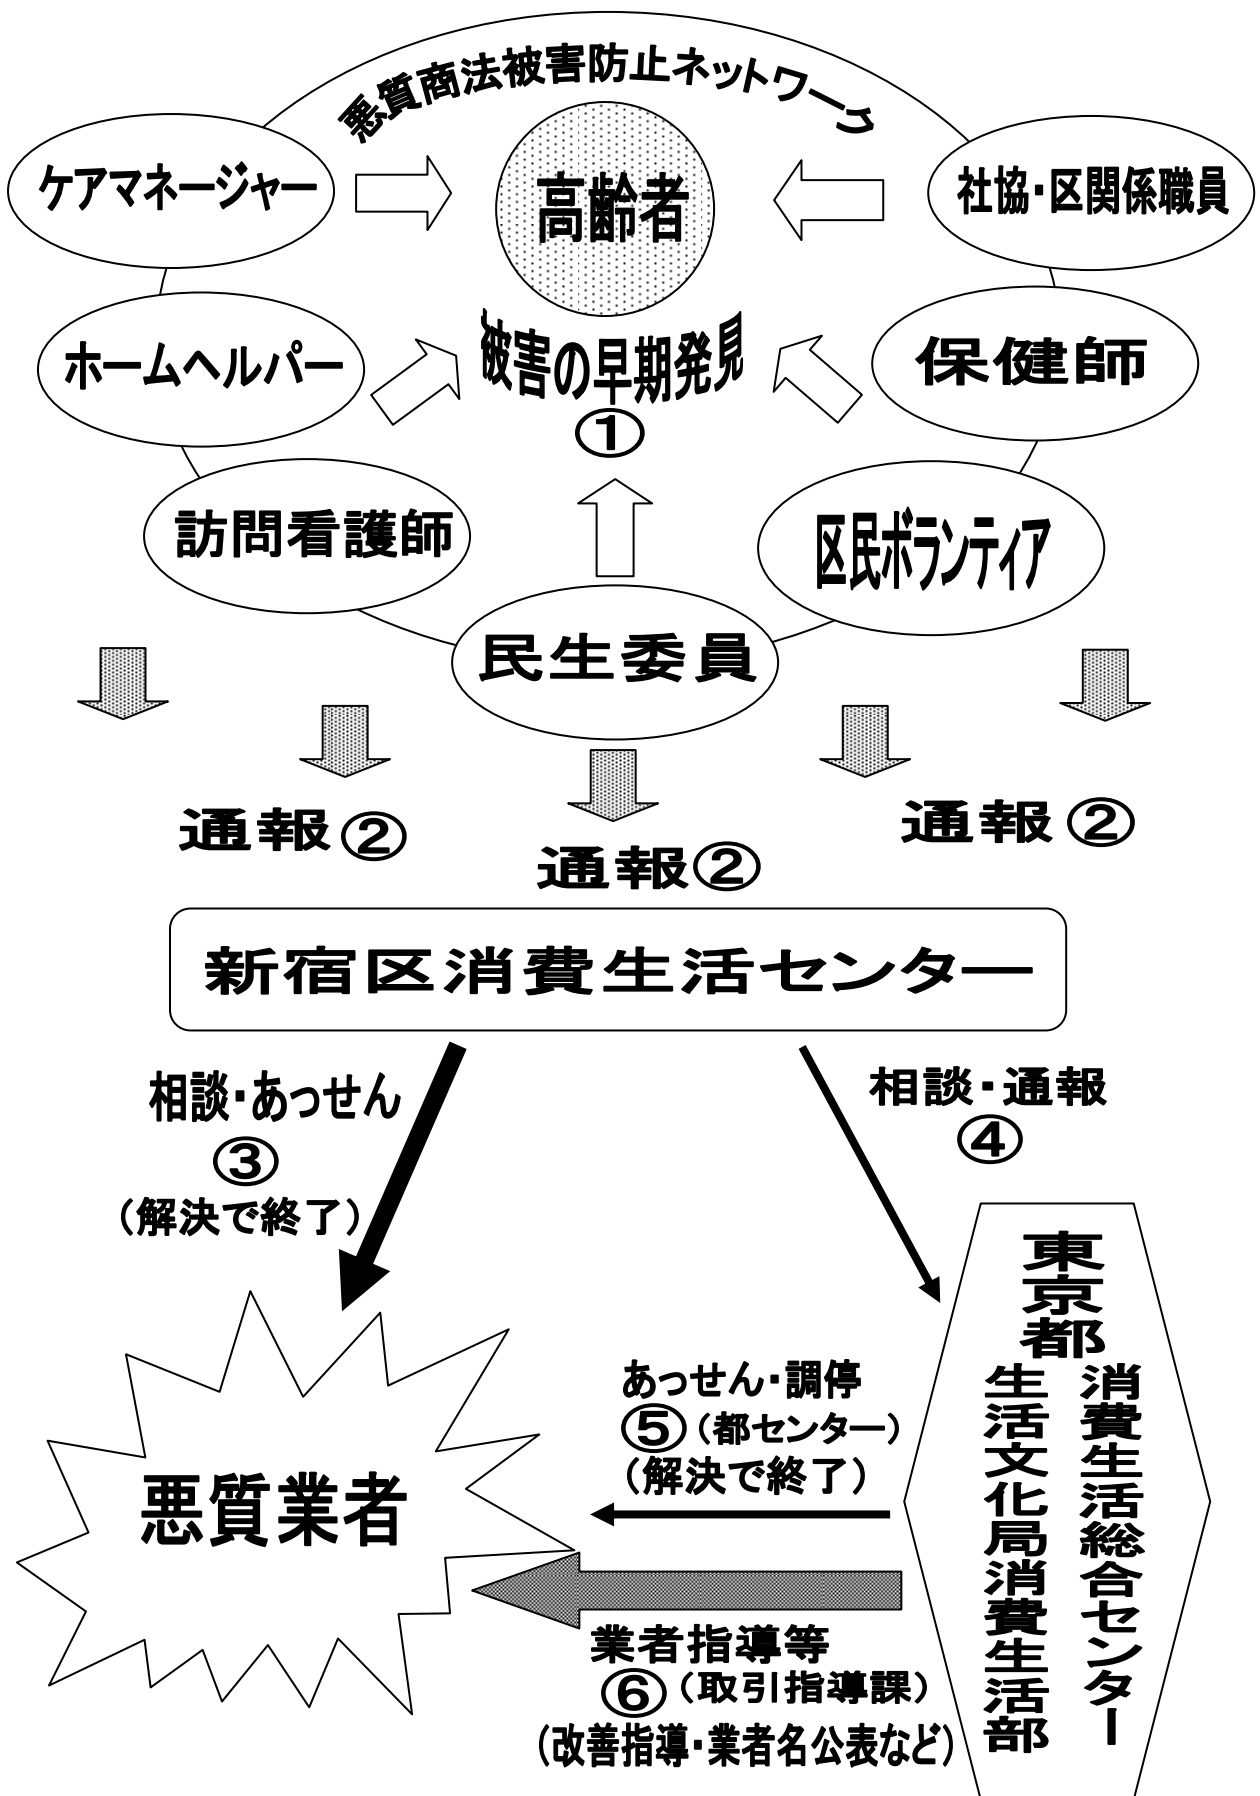 悪質商法被害防止ネットワーク
ケアマネージャー
高齢者
社協・区関係職員
ホームヘルパー
被害の早期発見
①
保健師
訪問看護師
区民ボランティア
民生委員
通報②
通報②
通報②
新宿区消費生活センター
相談・あっせん
③
（解決で終了）
相談・通報
④
東京都
消費生活総合センター
生活文化局消費生活部
あっせん・調停
⑤（都センター）
（解決で終了）
悪質業者
業者指導等
⑥（取引指導課）
（改善指導・業者名公表など）